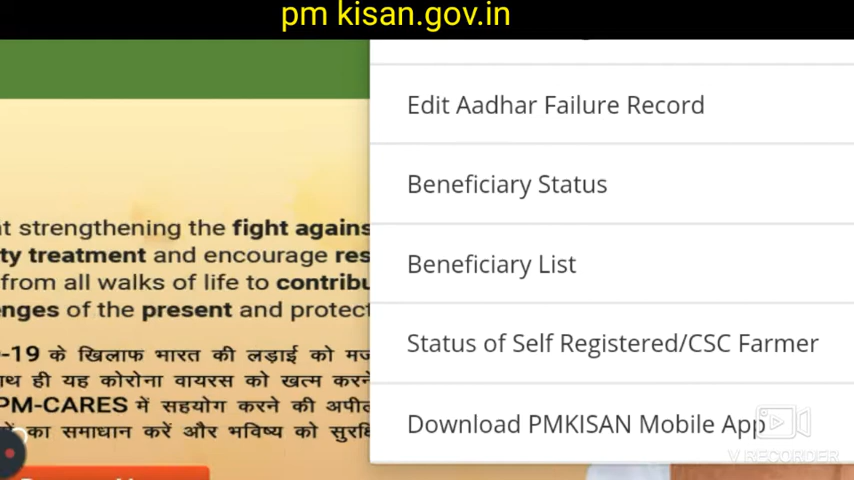 pm kisan.gov.in
Edit Aadhar Failure Record
Beneficiary Status
Beneficiary List
Status of Self Registered/CSC Farmer
Download PMKISAN Mobile App
strengthening the fight agains
ty treatment and encourage res
from all walks of life to contribu
enges of the present and protect
-19 के खिलाफ भारत की लड़ाई को
ही यह कोरोना वायरस को खत्म करने
PM-CARES में सहयोग करने की
का समाधान करें और भविष्य को
V RECORDER